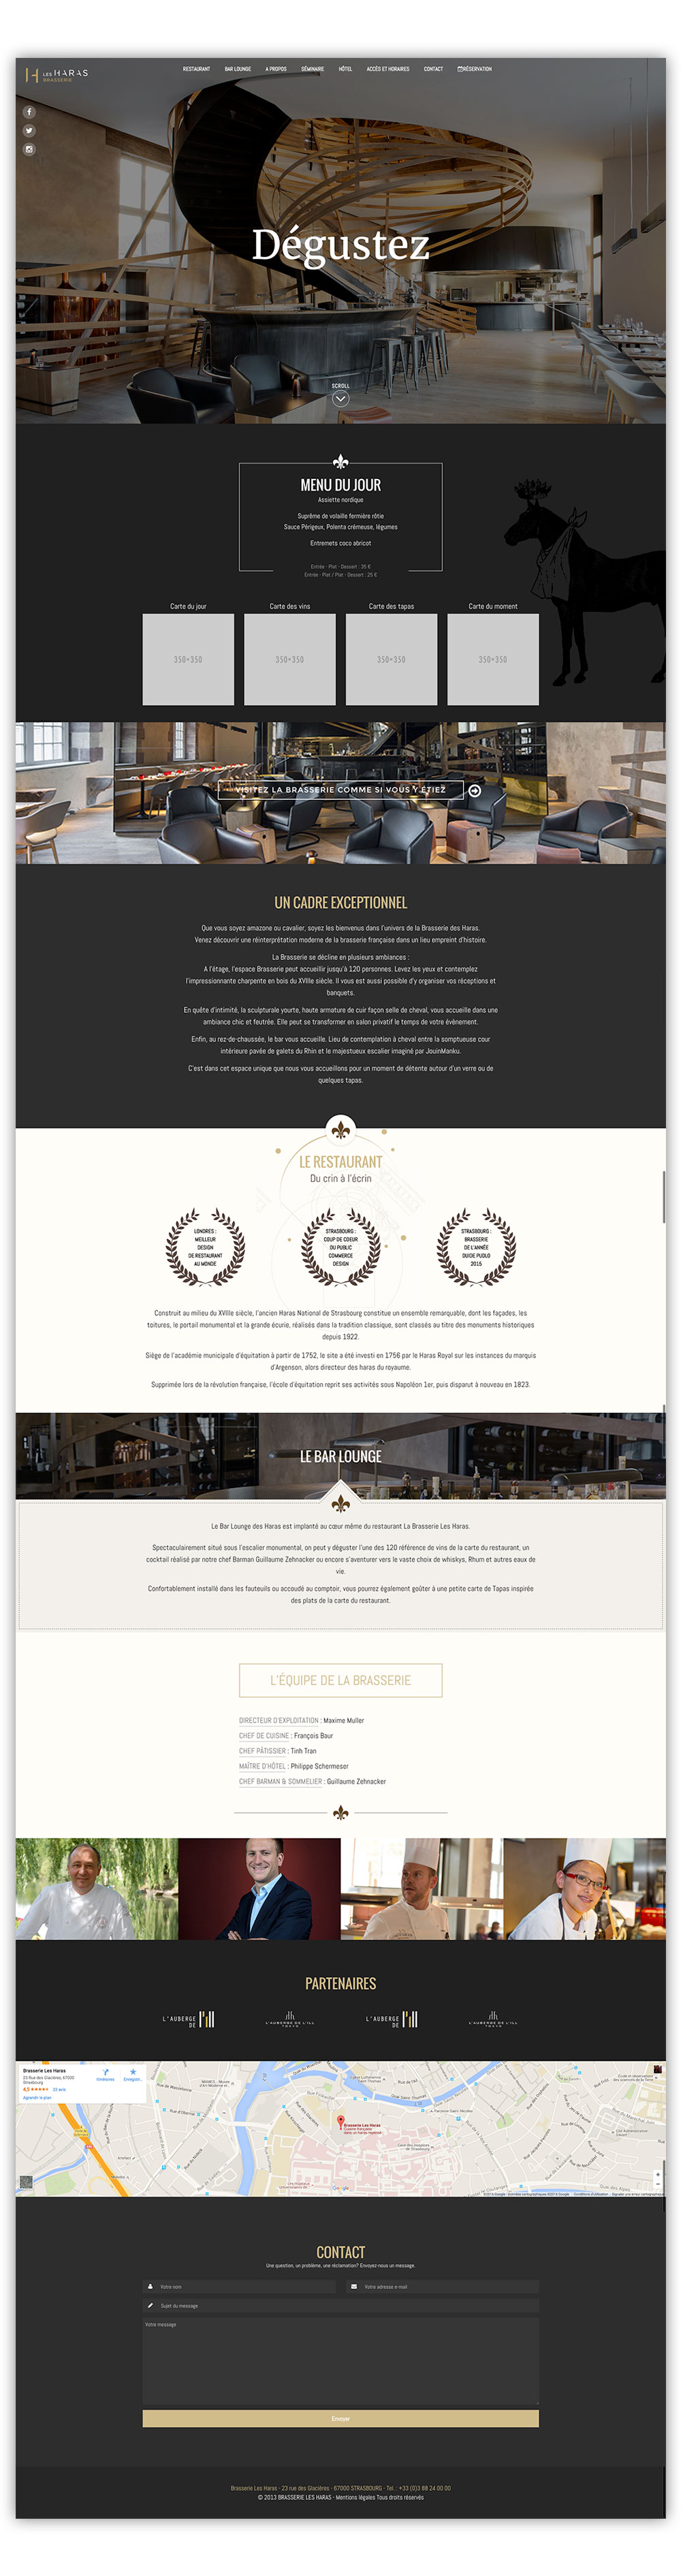 LES HARAS
BRASSERIE
RESTAURANT BAR LOUNGE A PROPOS SÉMINAIRE HÔTEL ACCÈS ET HORAIRES CONTACT RÉSERVATION
Dégustez
SCROLL
MENU DU JOUR
Assiette nordique
Suprême de volaille fermière rôtie
Sauce Périgeux, Polenta crémeuse, légumes
Entremets coco abricot
Entrée - Plat - Dessert : 35 €
Entrée - Plat / Plat - Dessert : 25 €
Carte du jour Carte des vins Carte des tapas Carte du moment
350×350 350×350 350×350 350×350
VISITEZ LA BRASSERIE COMME SI VOUS Y ÉTIEZ
UN CADRE EXCEPTIONNEL
Que vous soyez amazone ou cavalier, soyez les bienvenus dans l'univers de la Brasserie des Haras.
Venez découvrir une réinterprétation moderne de la brasserie française dans un lieu empreint d'histoire.
La Brasserie se décline en plusieurs ambiances :
A l'étage, l'espace Brasserie peut accueillir jusqu'à 120 personnes. Levez les yeux et contemplez
l'impressionnante charpente en bois du XVIIIe siècle. Il vous est aussi possible d'y organiser vos réceptions et
banquets.
En quête d'intimité, la sculpturale yourte, haute armature de cuir façon selle de cheval, vous accueille dans une
ambiance chic et feutrée. Elle peut se transformer en salon privatif le temps de votre événement.
Enfin, au rez-de-chaussée, le bar vous accueille. Lieu de contemplation à cheval entre la somptueuse cour
intérieure pavée de galets du Rhin et le majestueux escalier imaginé par JouinManku.
C'est dans cet espace unique que nous vous accueillons pour un moment de détente autour d'un verre ou de
quelques tapas.
LE RESTAURANT
Du crin à l'écrin
LONDRES :
MEILLEUR
DESIGN
DE RESTAURANT
AU MONDE
STRASBOURG :
COUP DE COEUR
DU PUBLIC
COMMERCE
DESIGN
STRASBOURG :
BRASSERIE
DE L'ANNÉE
GUIDE PUDLO
2015
Construit au milieu du XVIIIe siècle, l'ancien Haras National de Strasbourg constitue un ensemble remarquable, dont les façades, les
toitures, le portail monumental et la grande écurie, réalisés dans la tradition classique, sont classés au titre des monuments historiques
depuis 1922.
Siège de l'académie municipale d'équitation à partir de 1752, le site a été investi en 1756 par le Haras Royal sur les instances du marquis
d'Argenson, alors directeur des haras du royaume.
Supprimée lors de la révolution française, l'école d'équitation reprit ses activités sous Napoléon 1er, puis disparut à nouveau en 1823.
LE BAR LOUNGE
Le Bar Lounge des Haras est implanté au cœur même du restaurant La Brasserie Les Haras.
Spectaculairement situé sous l'escalier monumental, on peut y déguster l'une des 120 référence de vins de la carte du restaurant, un
cocktail réalisé par notre chef Barman Guillaume Zehnacker ou encore s'aventurer vers le vaste choix de whiskys, Rhum et autres eaux de
vie.
Confortablement installé dans les fauteuils ou accoudé au comptoir, vous pourrez également goûter à une petite carte de Tapas inspirée
des plats de la carte du restaurant.
L'ÉQUIPE DE LA BRASSERIE
DIRECTEUR D'EXPLOITATION : Maxime Muller
CHEF DE CUISINE : François Baur
CHEF PÂTISSIER : Tinh Tran
MAÎTRE D'HÔTEL : Philippe Schermeser
CHEF BARMAN & SOMMELIER : Guillaume Zehnacker
PARTENAIRES
L'AUBERGE
DE
L'AUBERGE DE L'ILL
TOKYO
L'AUBERGE
DE
L'AUBERGE DE L'ILL
TOKYO
Brasserie Les Haras
23 Rue des Glacières, 67000
Strasbourg
Itinéraires
Agrandir le plan
Brasserie Les Haras
Google
CONTACT
Une question, un problème, une réclamation? Envoyez-nous un message.
Votre nom
Votre adresse e-mail
Sujet du message
Votre message
Envoyer
Brasserie Les Haras - 23 rue des Glacières - 67000 STRASBOURG - Tel : +33 (0)3 88 24 00 00
© 2013 BRASSERIE LES HARAS - Mentions légales Tous droits réservés